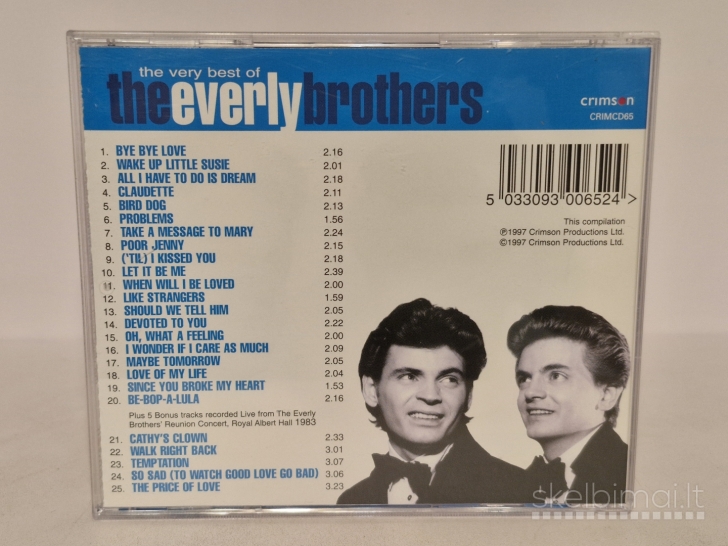 the very best of
theeverlybrothers
crimson
CRIMCD65
1. BYE BYE LOVE 2.16
2. WAKE UP LITTLE SUSIE 2.01
3. ALL I HAVE TO DO IS DREAM 2.18
4. CLAUDETTE 2.11
5. BIRD DOG 2.13
6. PROBLEMS 1.56
7. TAKE A MESSAGE TO MARY 2.24
8. POOR JENNY 2.15
9. ('TIL) I KISSED YOU 2.18
10. LET IT BE ME 2.39
11. WHEN WILL I BE LOVED 2.00
12. LIKE STRANGERS 1.59
13. SHOULD WE TELL HIM 2.05
14. DEVOTED TO YOU 2.22
15. OH, WHAT A FEELING 2.00
16. I WONDER IF I CARE AS MUCH 2.09
17. MAYBE TOMORROW 2.05
18. LOVE OF MY LIFE 2.04
19. SINCE YOU BROKE MY HEART 1.53
20. BE-BOP-A-LULA 2.16
Plus 5 Bonus tracks recorded Live from The Everly
Brothers' Reunion Concert, Royal Albert Hall 1983
21. CATHY'S CLOWN 2.33
22. WALK RIGHT BACK 3.01
23. TEMPTATION 3.07
24. SO SAD (TO WATCH GOOD LOVE GO BAD) 3.06
25. THE PRICE OF LOVE 3.23
5 033093 006524 >
This compilation
℗1997 Crimson Productions Ltd.
©1997 Crimson Productions Ltd.
skelbimai.lt